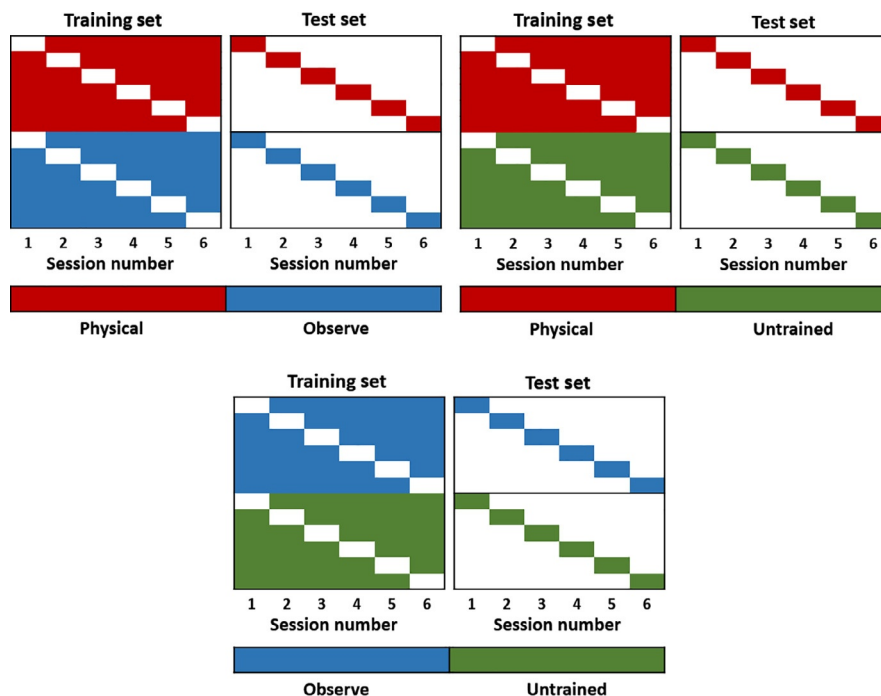 Training set Test set Training set Test set
1 2 3 4 5 6 1 2 3 4 5 6 1 2 3 4 5 6 1 2 3 4 5 6
Session number Session number Session number Session number
Physical Observe Physical Untrained
Training set Test set
1 2 3 4 5 6 1 2 3 4 5 6
Session number Session number
Observe Untrained